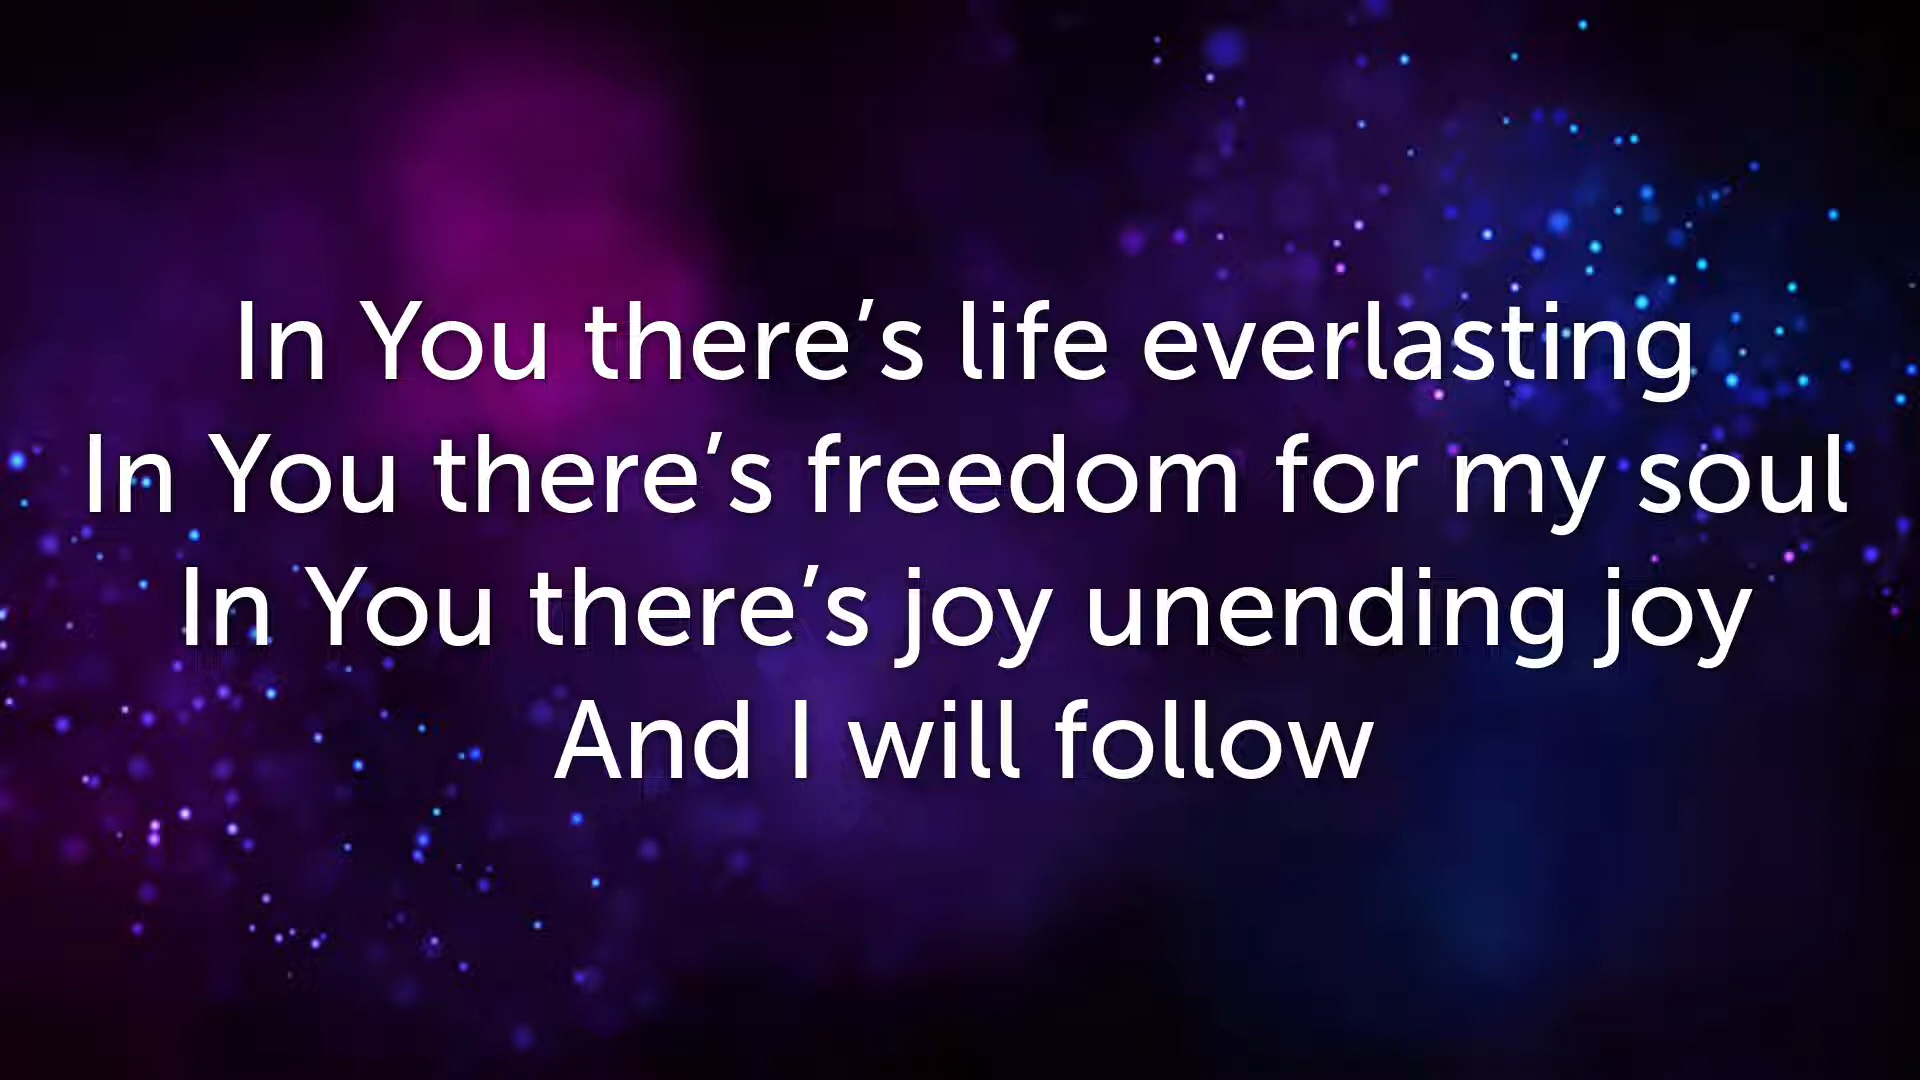 In You there’s life everlasting
In You there’s freedom for my soul
In You there’s joy unending joy
And I will follow